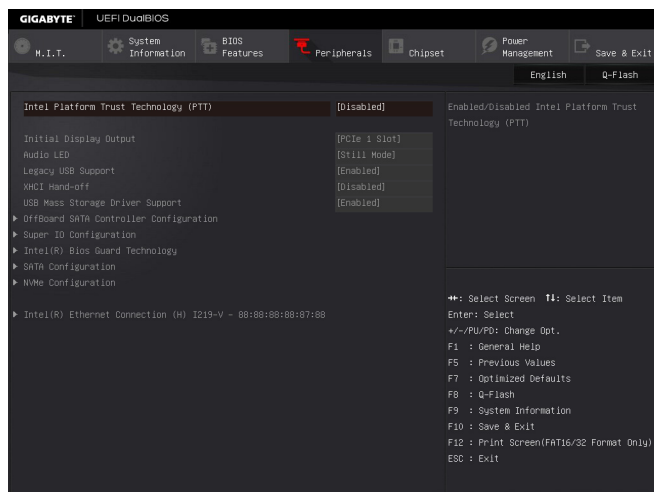 GIGABYTE™ UEFI DualBIOS
M.I.T.
System Information
BIOS Features
Peripherals
Chipset
Power Management
Save & Exit
English Q-Flash
Intel Platform Trust Technology (PTT) [Disabled]
Initial Display Output [PCIe 1 Slot]
Audio LED [Still Mode]
Legacy USB Support [Enabled]
XHCI Hand-off [Disabled]
USB Mass Storage Driver Support [Enabled]
OffBoard SATA Controller Configuration
Super IO Configuration
Intel(R) Bios Guard Technology
SATA Configuration
NVMe Configuration
Intel(R) Ethernet Connection (H) I219-V - 88:88:88:88:87:88
Enabled/Disabled Intel Platform Trust
Technology (PTT)
→←: Select Screen ↑↓: Select Item
Enter: Select
+/-/PU/PD: Change Opt.
F1 : General Help
F5 : Previous Values
F7 : Optimized Defaults
F8 : Q-Flash
F9 : System Information
F10 : Save & Exit
F12 : Print Screen(FAT16/32 Format Only)
ESC : Exit